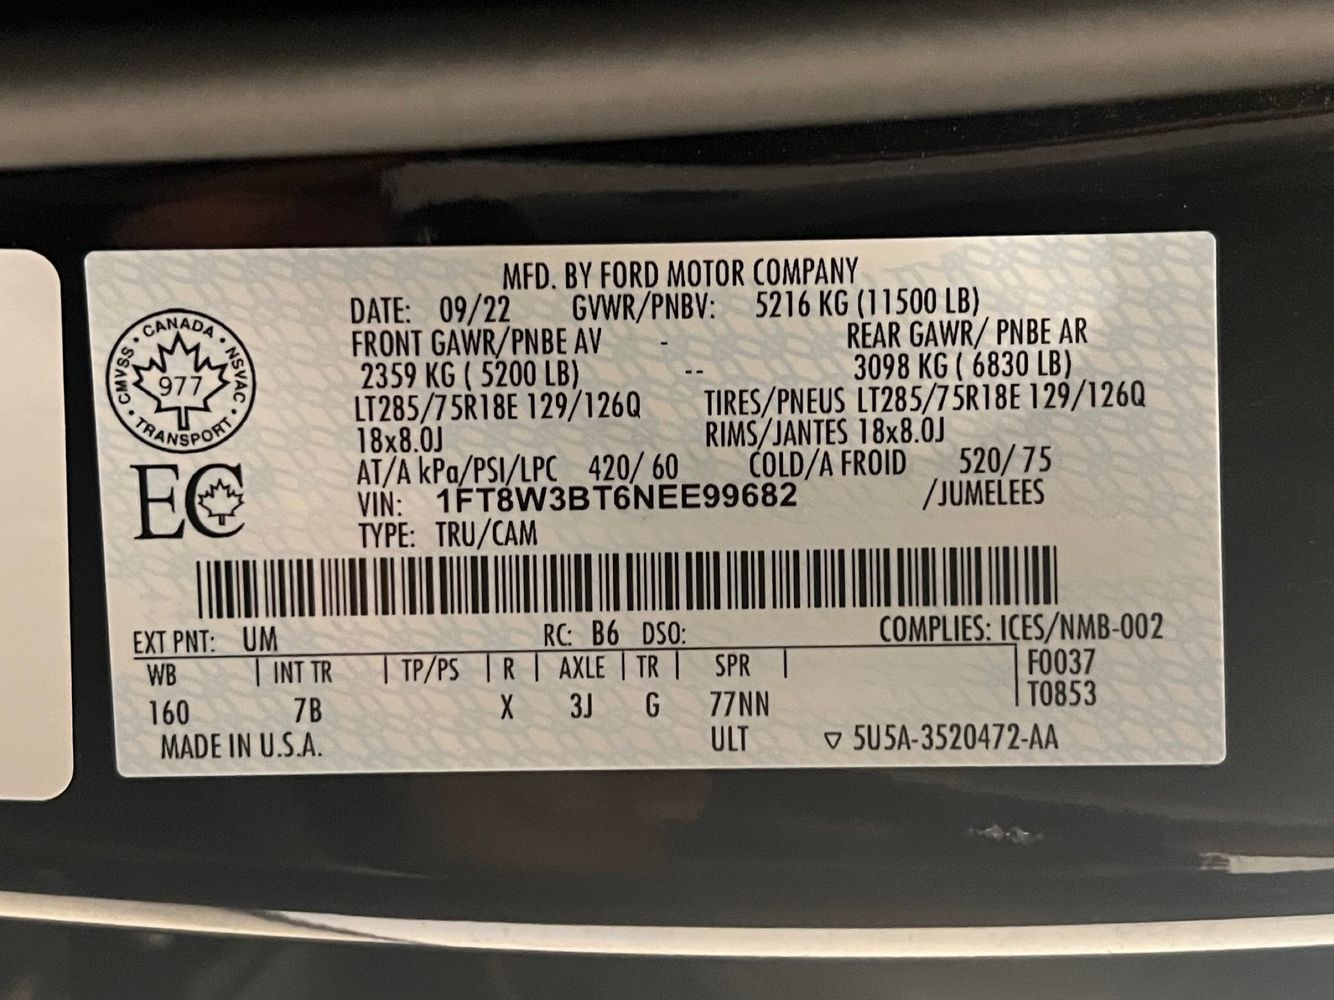 MFD. BY FORD MOTOR COMPANY
DATE: 09/22 GVWR/PNBV: 5216 KG (11500 LB)
FRONT GAWR/PNBE AV - REAR GAWR/ PNBE AR
2359 KG ( 5200 LB) -- 3098 KG ( 6830 LB)
LT285/75R18E 129/126Q TIRES/PNEUS LT285/75R18E 129/126Q
18x8.0J RIMS/JANTES 18x8.0J
AT/A kPa/PSI/LPC 420/ 60 COLD/A FROID 520/ 75
VIN: 1FT8W3BT6NEE99682 /JUMELEES
TYPE: TRU/CAM
CANADA · NSVAC · TRANSPORT · CMVSS ·
977
EC
EXT PNT: UM RC: B6 DSO: COMPLIES: ICES/NMB-002
WB | INT TR | TP/PS | R | AXLE | TR | SPR | F0037
160 7B X 3J G 77NN T0853
MADE IN U.S.A. ULT ▽ 5U5A-3520472-AA